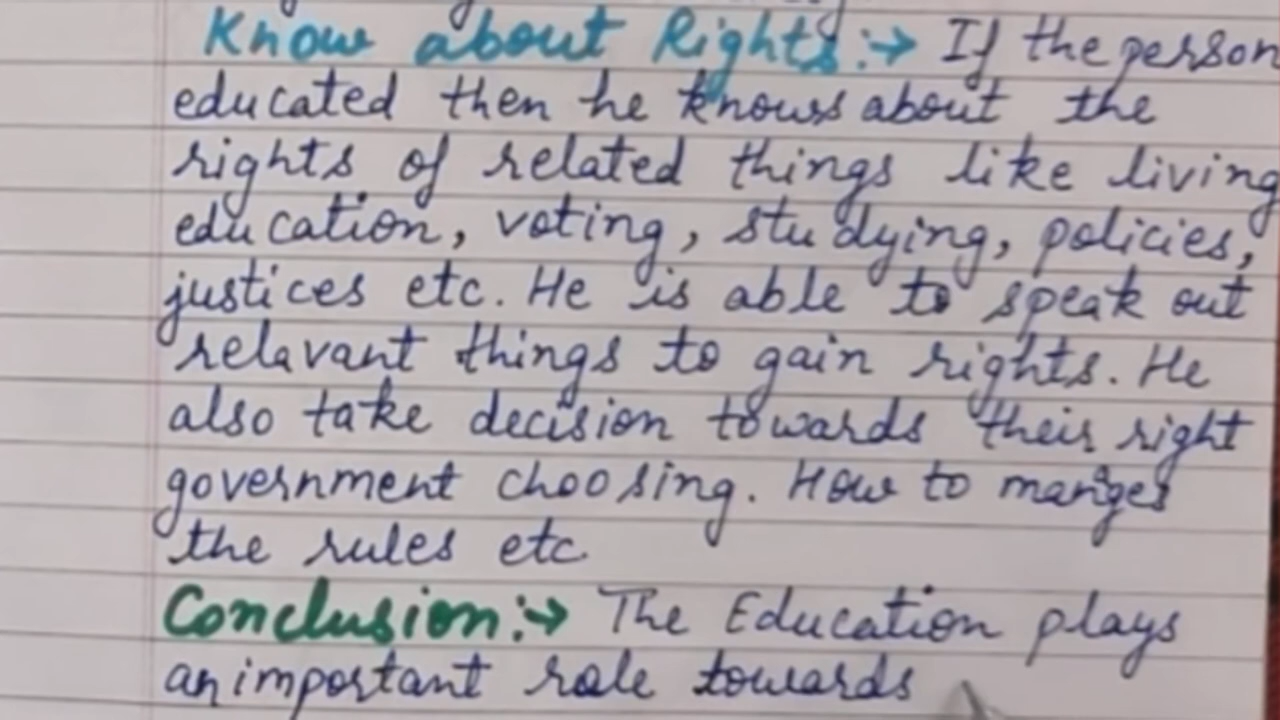 Know about Rights:→ If the person
educated then he knows about the
rights of related things like living
education, voting, studying, policies,
justices etc. He is able to speak out
relavant things to gain rights. He
also take decision towards their right
government choosing. How to
the rules etc
Conclusion:→ The Education plays
an important role towards